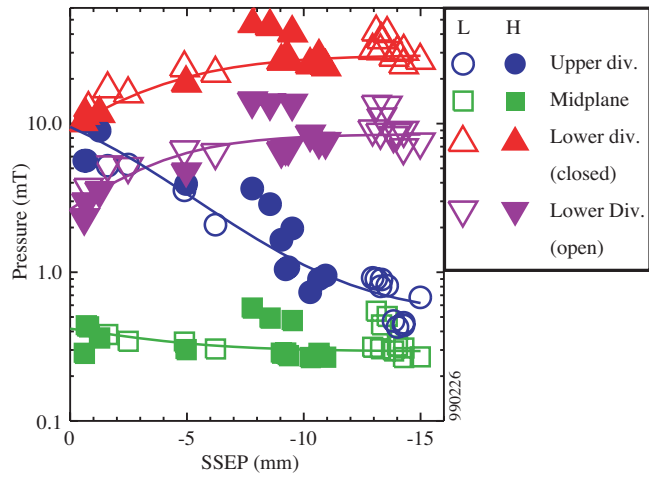 L H
Upper div.
Midplane
Lower div.
(closed)
Lower Div.
(open)
Pressure (mT)
10.0
1.0
0.1
0 -5 -10 -15
SSEP (mm)
990226